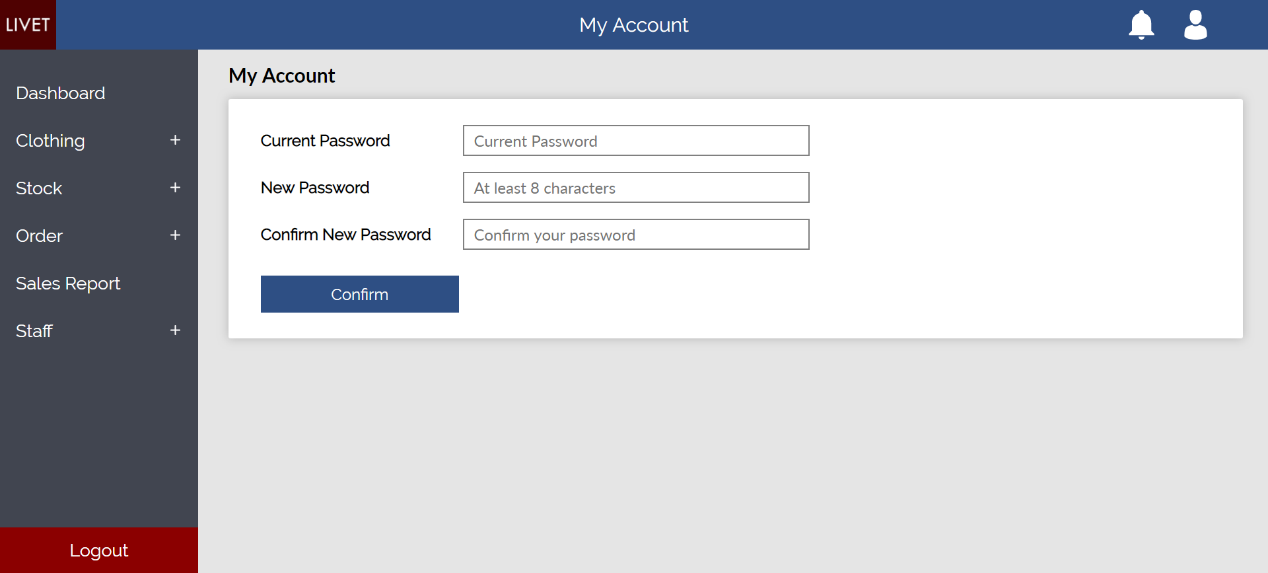 LIVET
My Account
Dashboard
Clothing +
Stock +
Order +
Sales Report
Staff +
Logout
My Account
Current Password
Current Password
New Password
At least 8 characters
Confirm New Password
Confirm your password
Confirm